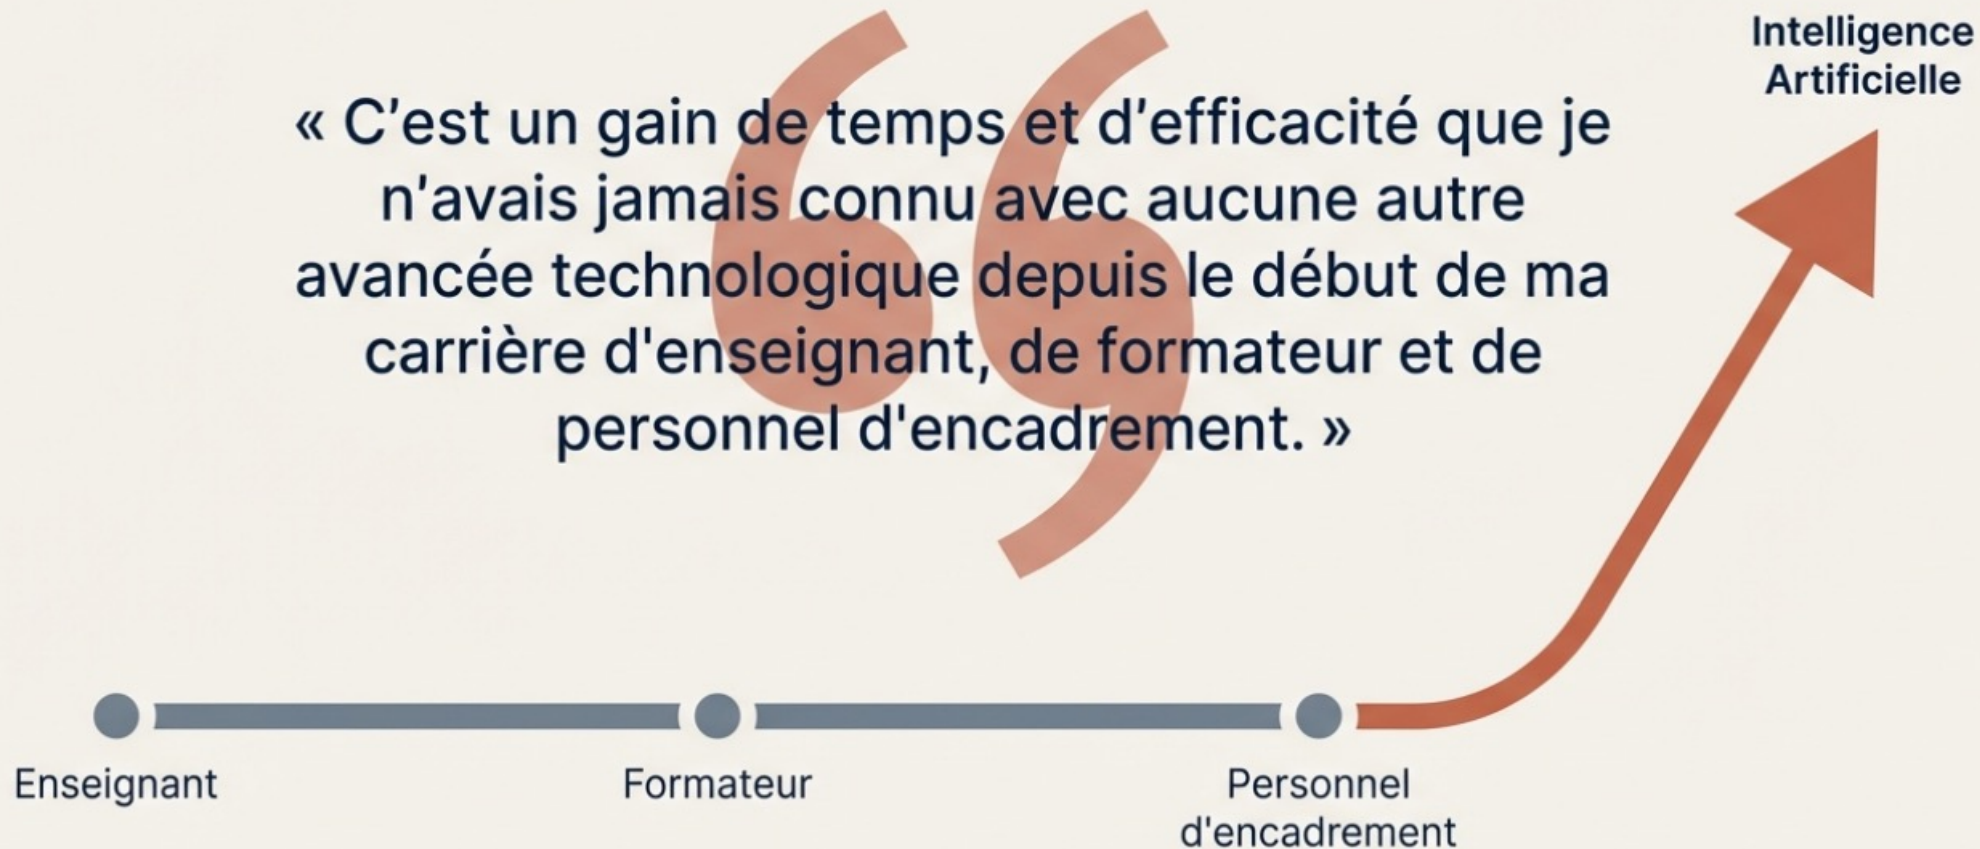 Intelligence
Artificielle
« C’est un gain de temps et d’efficacité que je
n'avais jamais connu avec aucune autre
avancée technologique depuis le début de ma
carrière d'enseignant, de formateur et de
personnel d'encadrement. »
Enseignant
Formateur
Personnel
d'encadrement